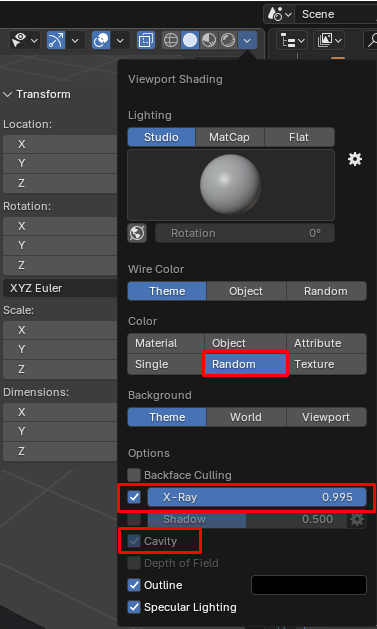 Scene
Viewport Shading
Transform
Lighting
Location:
Studio MatCap Flat
X
Y
Z
Rotation:
X
Rotation 0°
Y
Z
Wire Color
XYZ Euler
Theme Object Random
Scale:
Color
X
Material Object Attribute
Y
Single Random Texture
Z
Dimensions:
Background
X
Theme World Viewport
Y
Z
Options
Backface Culling
X-Ray 0.995
Shadow 0.500
Cavity
Depth of Field
Outline
Specular Lighting